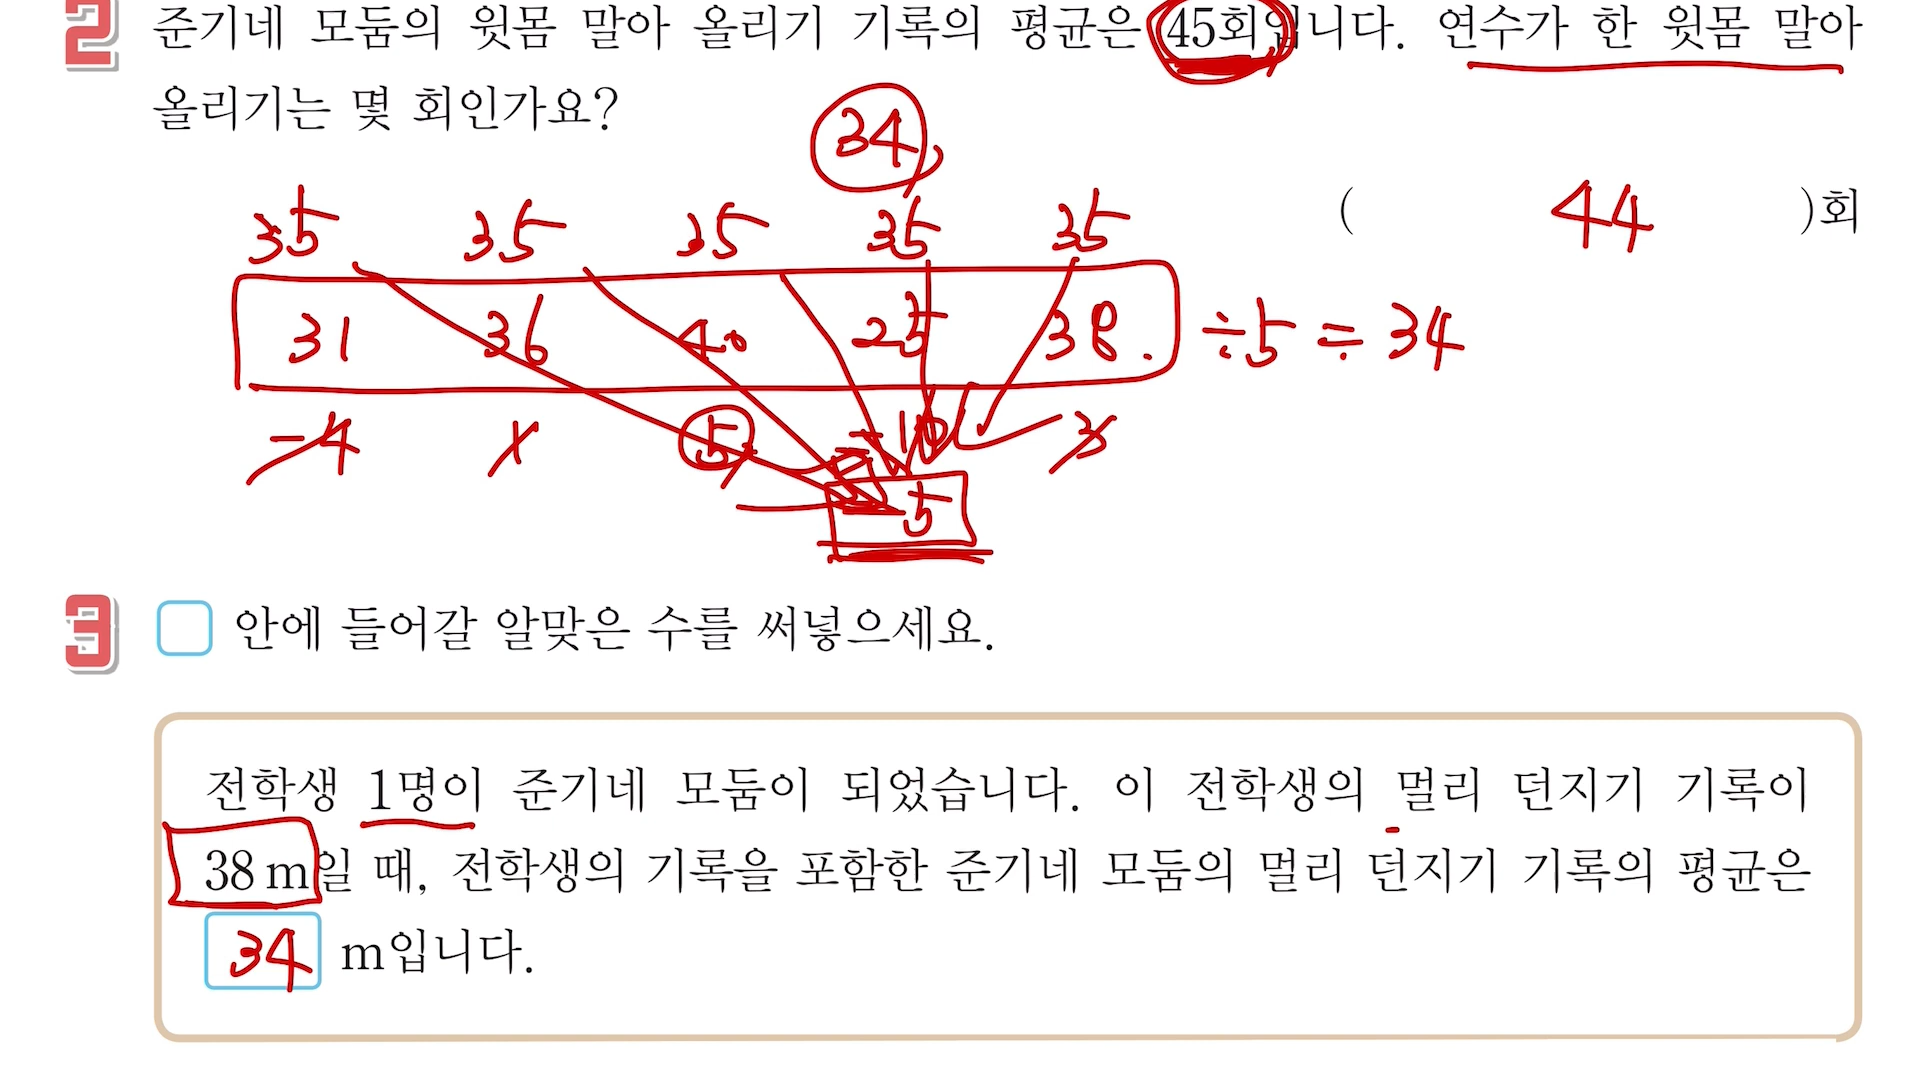 2 준기네 모둠의 윗몸 말아 올리기 기록의 평균은 45회입니다. 연수가 한 윗몸 말아
올리기는 몇 회인가요?
34
( 44 )회
35 35 35 35 35
31 36 40 25 38. ÷5 = 34
-4 1 5 -10 3
-5
3 □ 안에 들어갈 알맞은 수를 써넣으세요.
전학생 1명이 준기네 모둠이 되었습니다. 이 전학생의 멀리 던지기 기록이
38 m일 때, 전학생의 기록을 포함한 준기네 모둠의 멀리 던지기 기록의 평균은
34 m입니다.